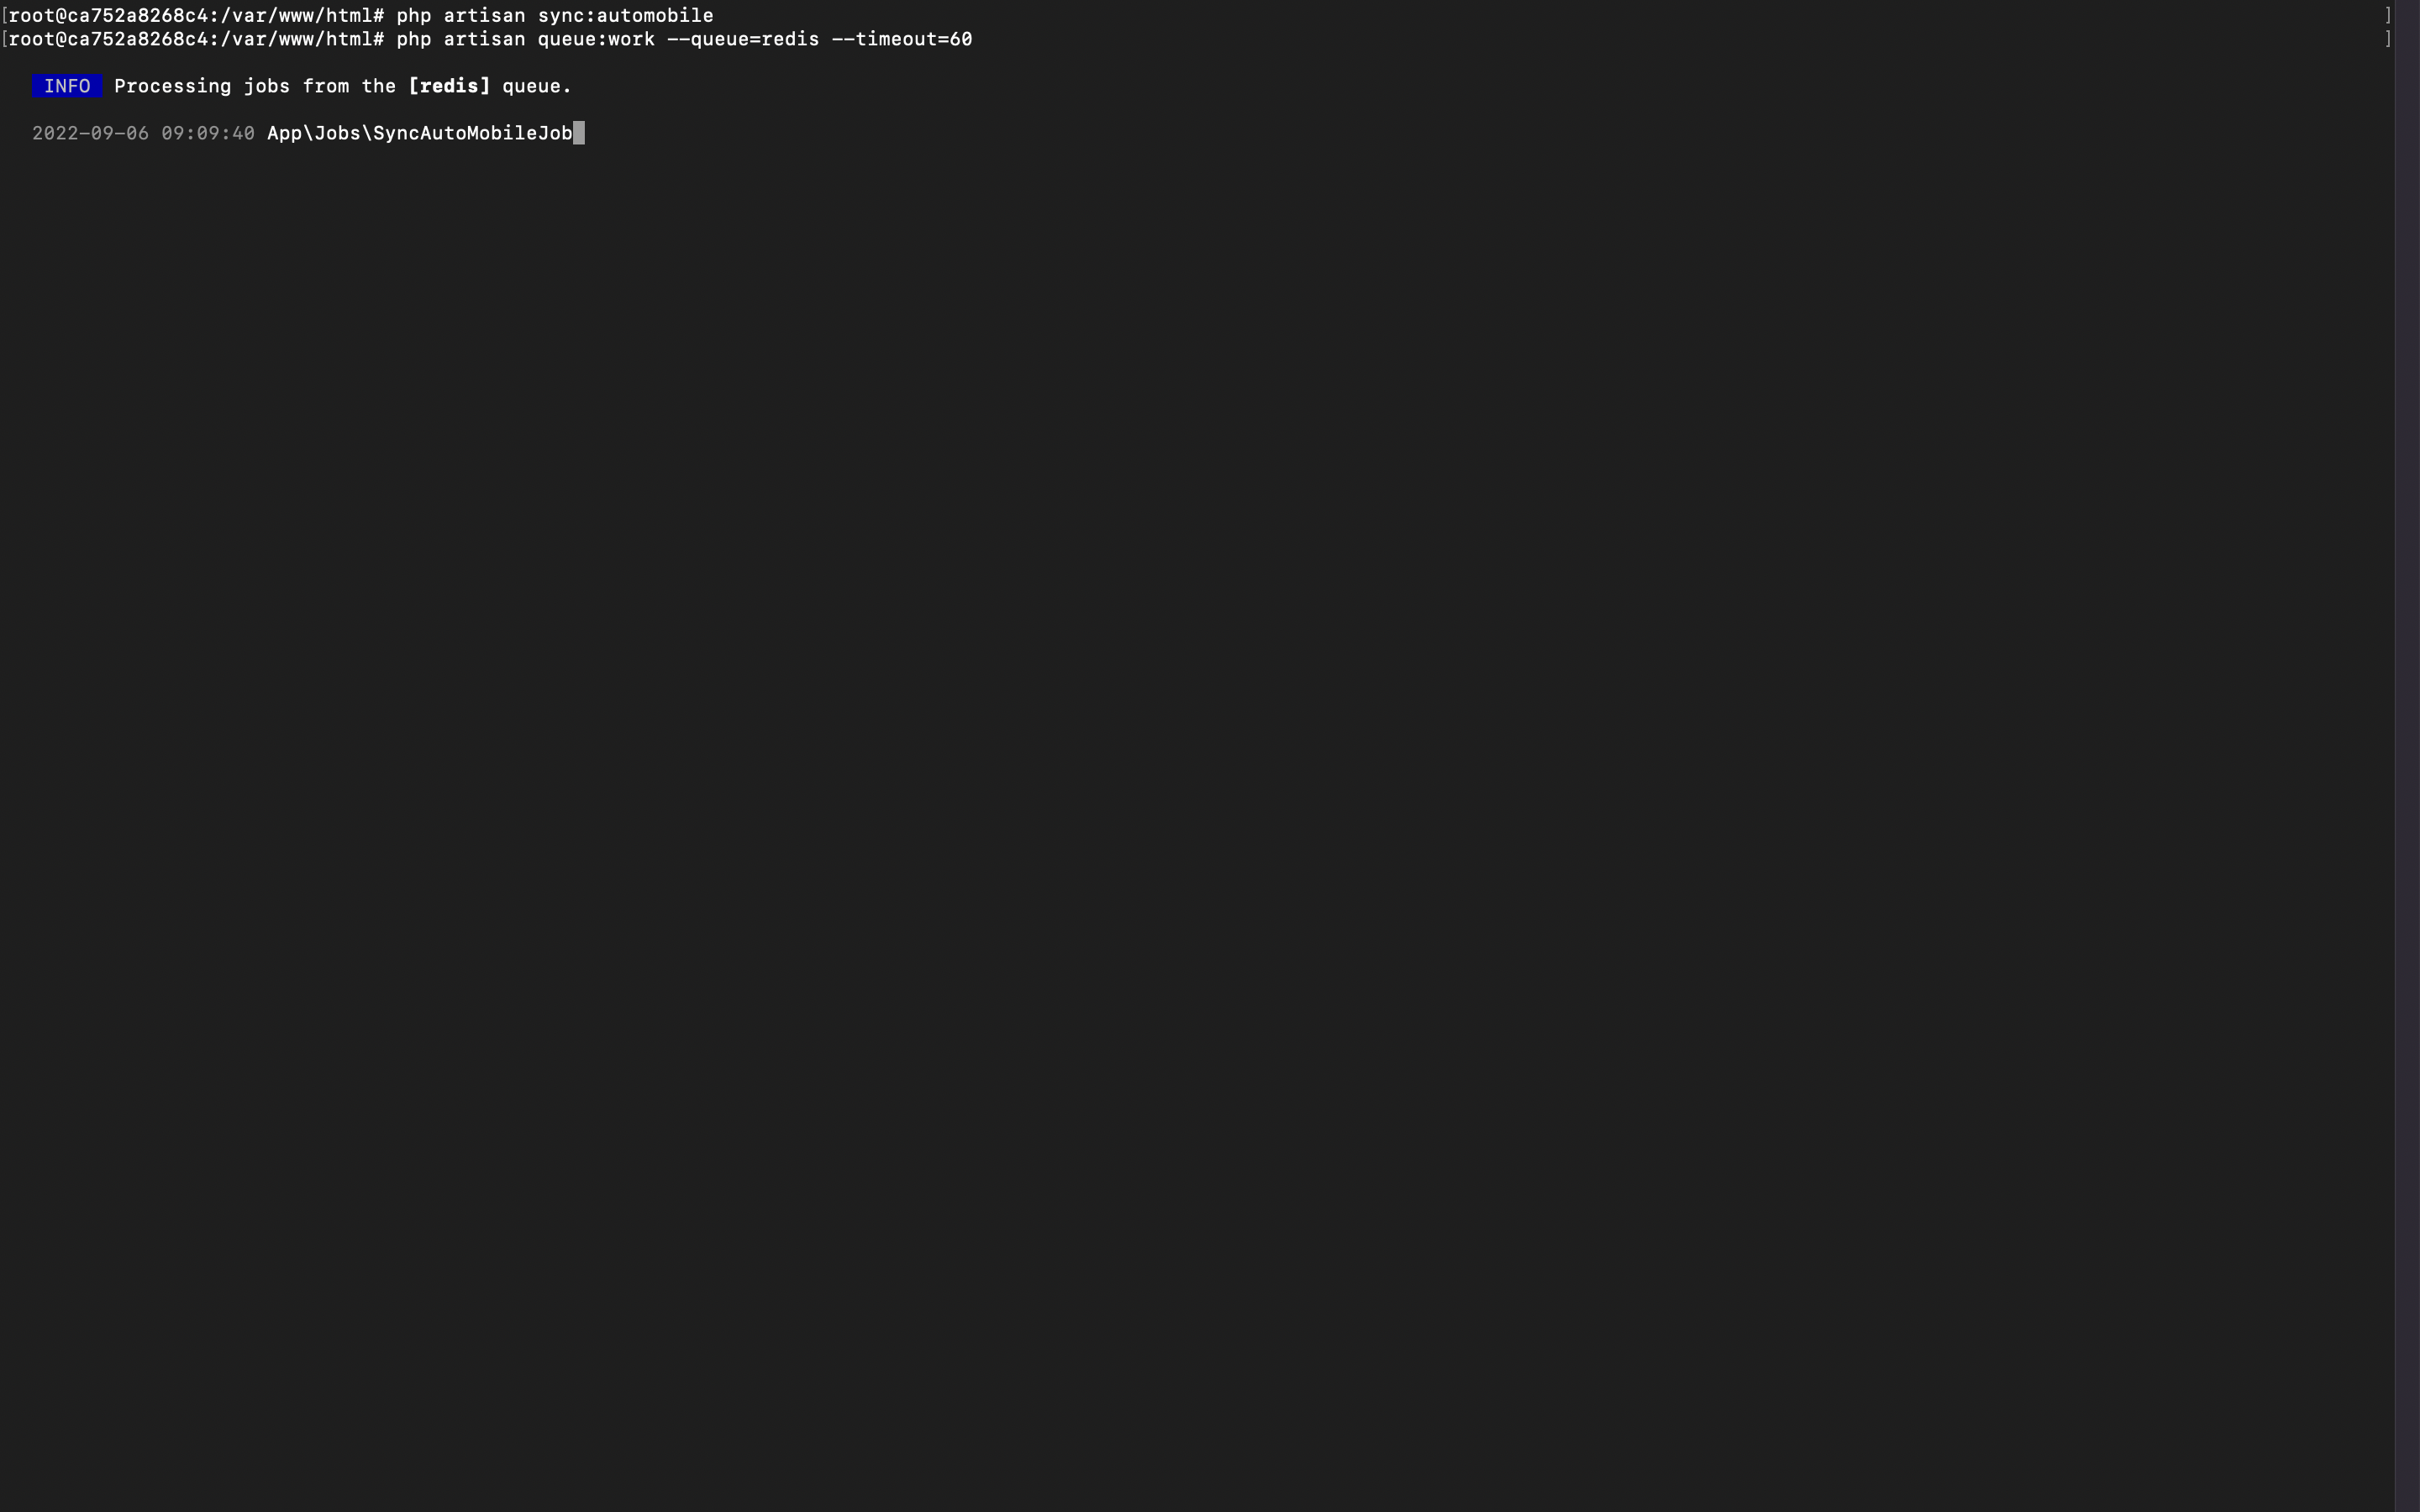 [root@ca752a8268c4:/var/www/html# php artisan sync:automobile ]
[root@ca752a8268c4:/var/www/html# php artisan queue:work --queue=redis --timeout=60 ]
INFO Processing jobs from the [redis] queue.
2022-09-06 09:09:40 App\Jobs\SyncAutoMobileJob